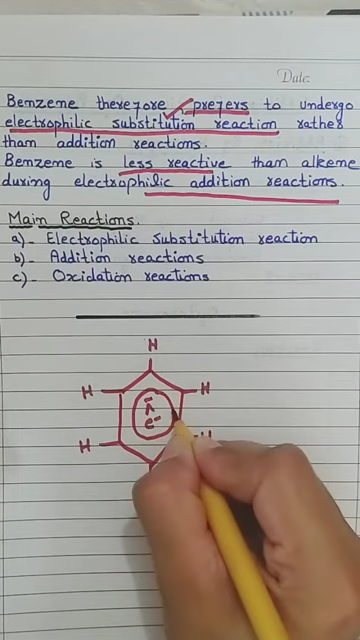 Date:
Benzene therefore, prefers to undergo
electrophilic substitution reaction rather
than addition reactions.
Benzene is less reactive than alkene
during electrophilic addition reactions.
Main Reactions.
a)- Electrophilic Substitution reaction
b)- Addition reactions
c)- Oxidation reactions
H
H H
π
e-
H H